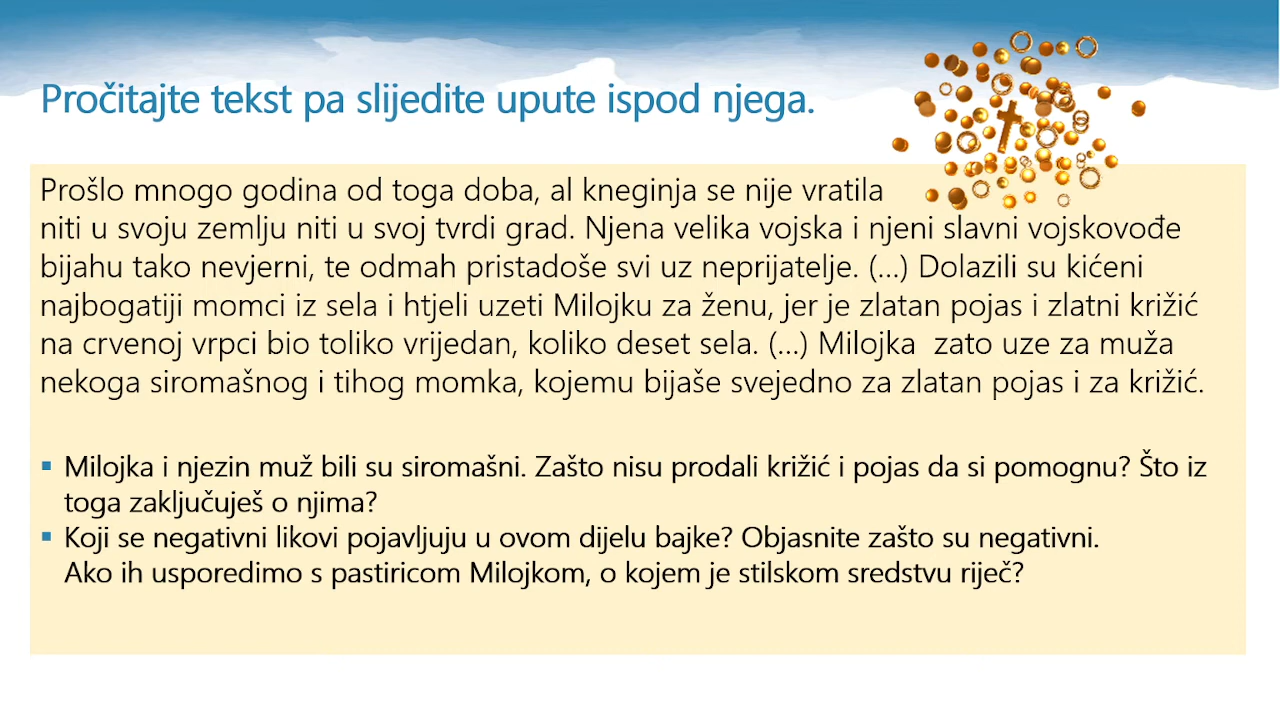 Pročitajte tekst pa slijedite upute ispod njega.
Prošlo mnogo godina od toga doba, al kneginja se nije vratila
niti u svoju zemlju niti u svoj tvrdi grad. Njena velika vojska i njeni slavni vojskovođe
bijahu tako nevjerni, te odmah pristadoše svi uz neprijatelje. (...) Dolazili su kićeni
najbogatiji momci iz sela i htjeli uzeti Milojku za ženu, jer je zlatan pojas i zlatni križić
na crvenoj vrpci bio toliko vrijedan, koliko deset sela. (...) Milojka  zato uze za muža
nekoga siromašnog i tihog momka, kojemu bijaše svejedno za zlatan pojas i za križić.
▪ Milojka i njezin muž bili su siromašni. Zašto nisu prodali križić i pojas da si pomognu? Što iz
toga zaključuješ o njima?
▪ Koji se negativni likovi pojavljuju u ovom dijelu bajke? Objasnite zašto su negativni.
Ako ih usporedimo s pastiricom Milojkom, o kojem je stilskom sredstvu riječ?